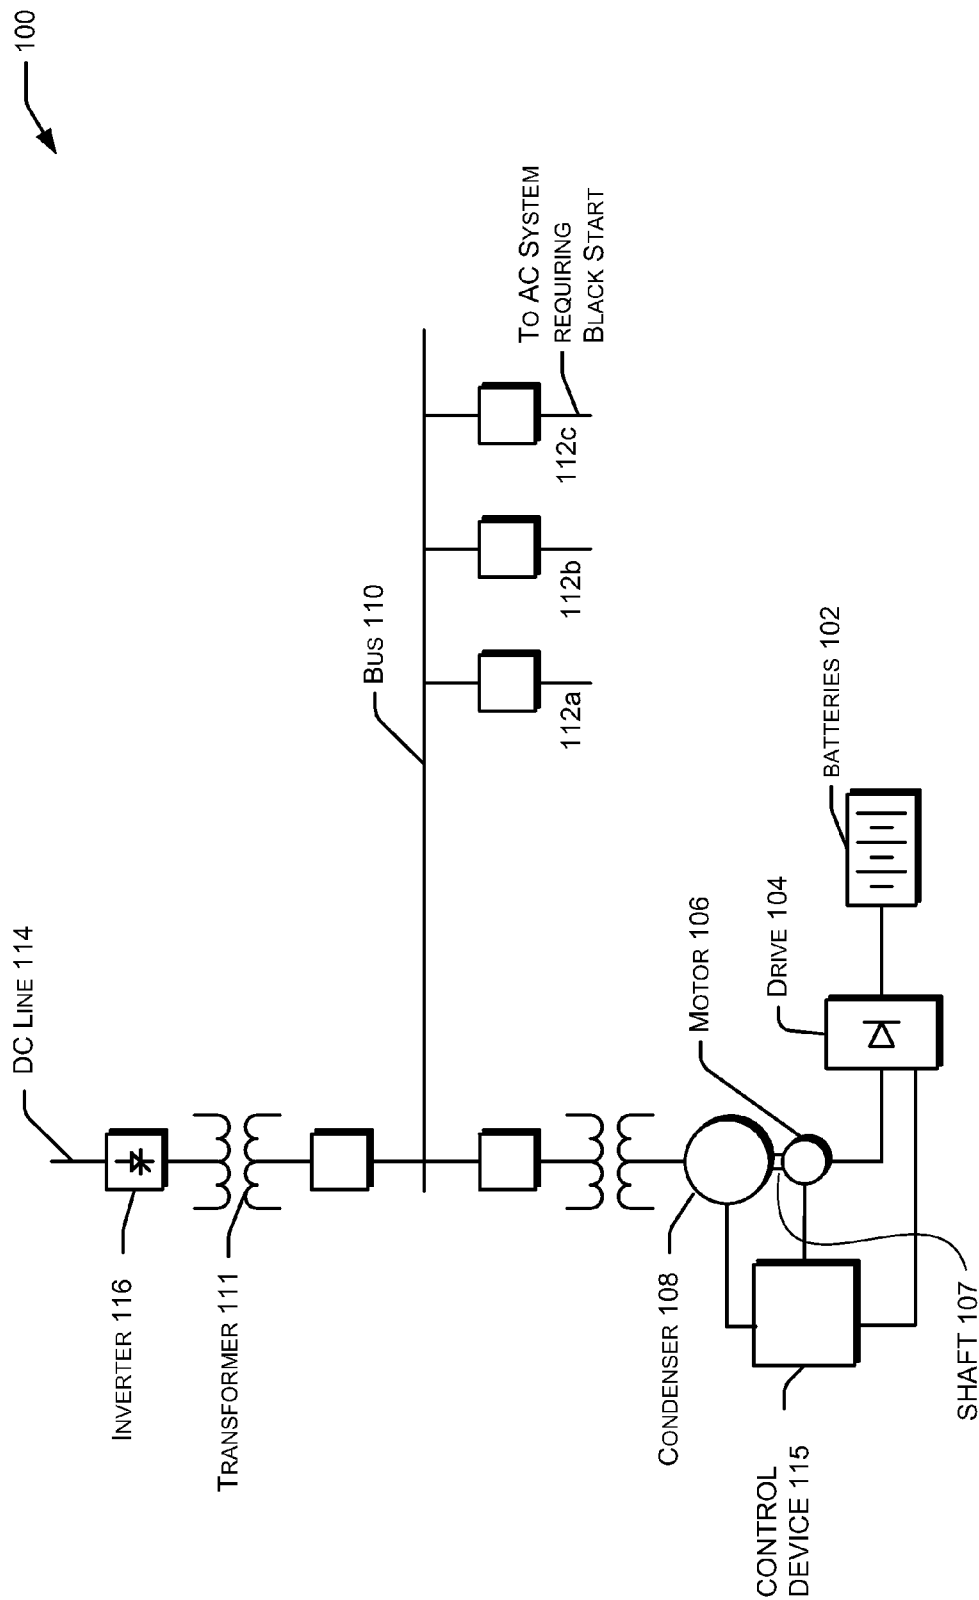 100
DC LINE 114
INVERTER 116
TRANSFORMER 111
BUS 110
TO AC SYSTEM
REQUIRING
BLACK START
112a
112b
112c
CONDENSER 108
MOTOR 106
DRIVE 104
BATTERIES 102
CONTROL
DEVICE 115
SHAFT 107